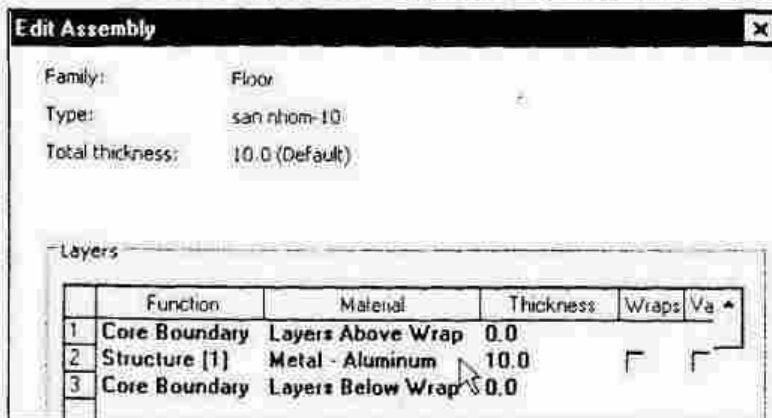 Edit Assembly
Family: Floor
Type: san nhom-10
Total thickness: 10.0 (Default)
Layers
Function Material Thickness Wraps Va
1 Core Boundary Layers Above Wrap 0.0
2 Structure [1] Metal - Aluminum 10.0
3 Core Boundary Layers Below Wrap 0.0